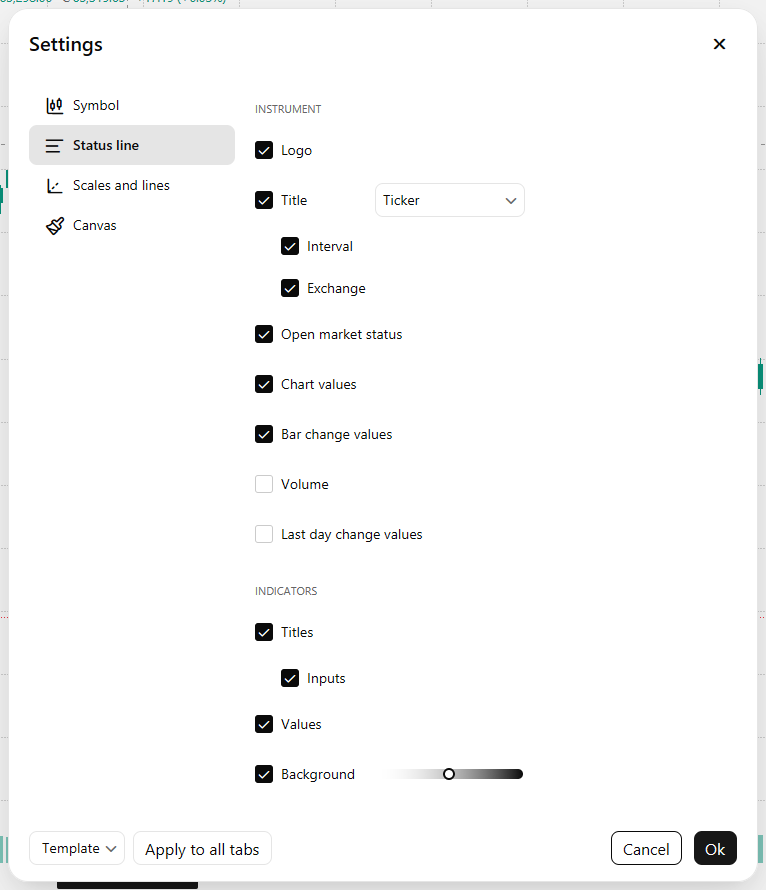 Settings
Symbol
Status line
Scales and lines
Canvas
INSTRUMENT
Logo
Title
Ticker
Interval
Exchange
Open market status
Chart values
Bar change values
Volume
Last day change values
INDICATORS
Titles
Inputs
Values
Background
Template
Apply to all tabs
Cancel
Ok